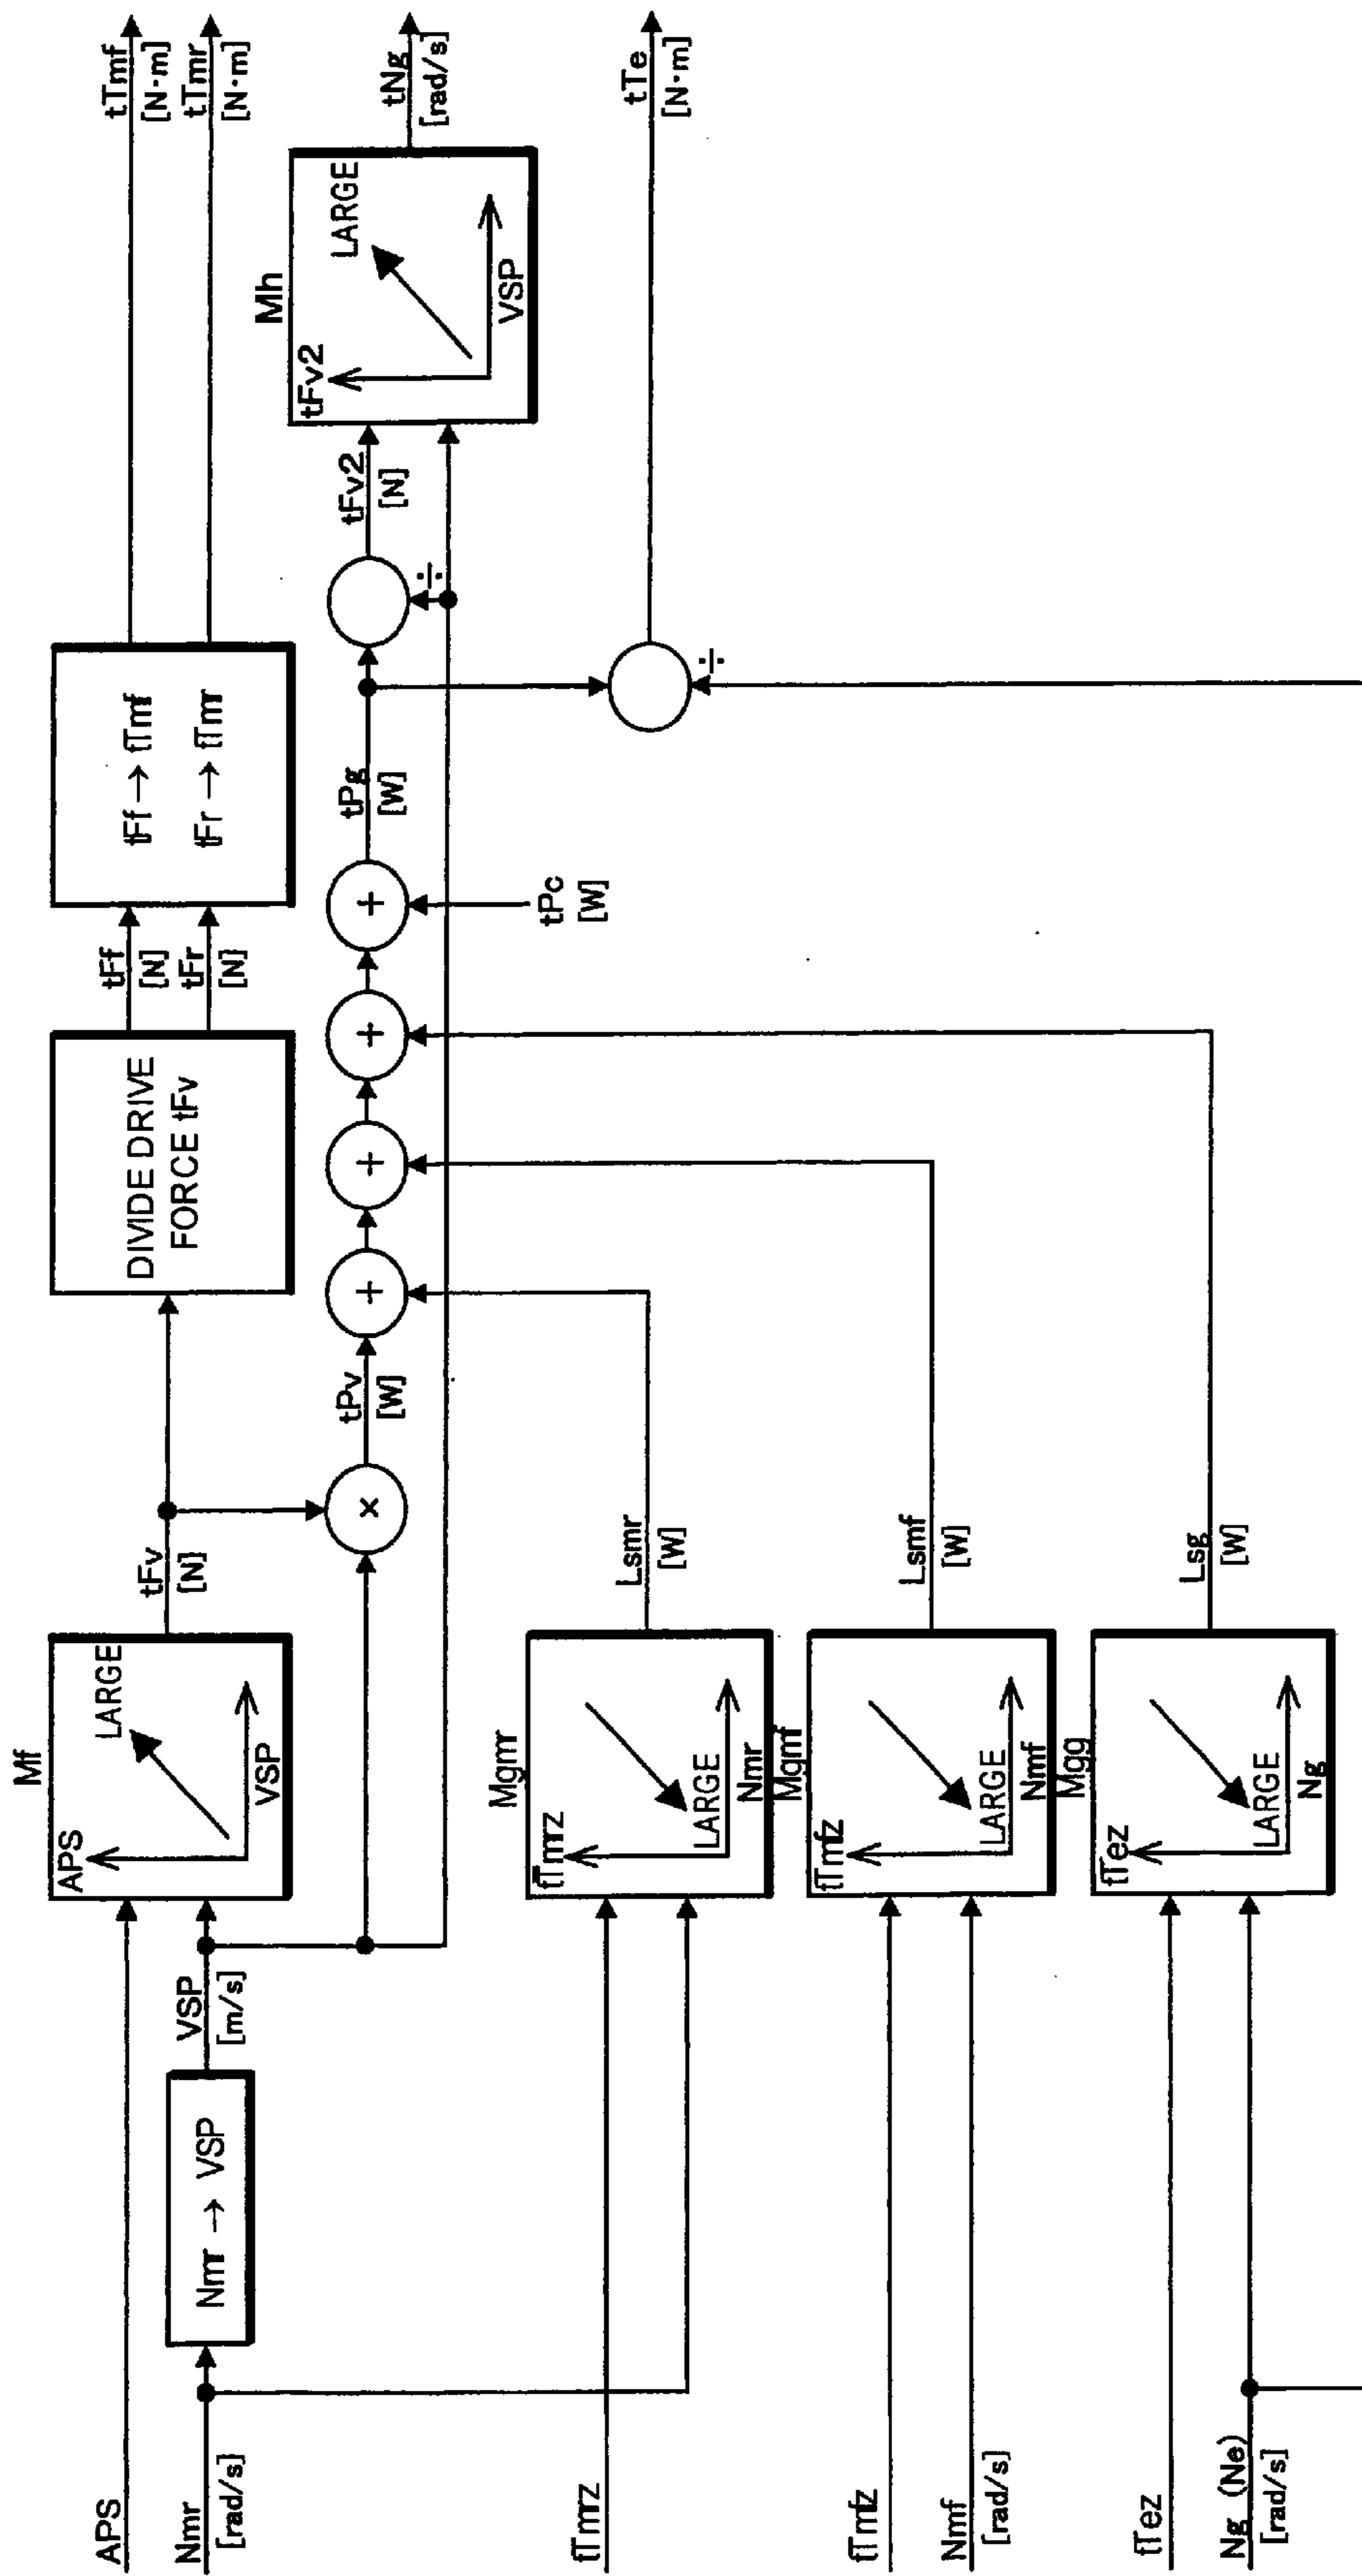 APS
Nmr
[rad/s]
Nmr → VSP
VSP
[m/s]
Mf
APS
LARGE
VSP
tFv
[N]
DIVIDE DRIVE
FORCE tFv
tFf
[N]
tFr
[N]
tFf → tTmf
tFr → tTmr
tTmf
[N·m]
tTmr
[N·m]
×
tPv
[W]
+
+
+
+
tPc
[W]
tPg
[W]
÷
tFv2
[N]
Mh
tFv2
LARGE
VSP
tNg
[rad/s]
÷
tTe
[N·m]
tTmrz
Mgmr
tTmrz
LARGE
Nmr
Lsmr
[W]
tTmfz
Nmf
[rad/s]
Mgmf
tTmfz
LARGE
Nmf
Lsmf
[W]
tTez
Ng (Ne)
[rad/s]
Mgg
tTez
LARGE
Ng
Lsg
[W]